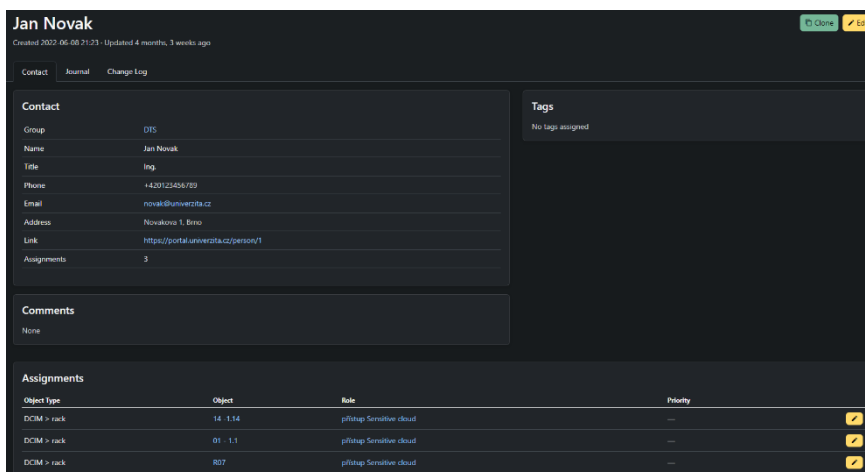 Jan Novak
Clone
Created 2022-06-08 21:23 · Updated 4 months, 3 weeks ago
Contact Journal Change Log
Contact
Group DTS
Name Jan Novak
Title Ing.
Phone +420123456789
Email novak@univerzita.cz
Address Novakova 1, Brno
Link https://portal.univerzita.cz/person/1
Assignments 3
Tags
No tags assigned
Comments
None
Assignments
Object Type Object Role Priority
DCIM > rack 14 -1.14 přístup Sensitive cloud —
DCIM > rack 01 - 1.1 přístup Sensitive cloud —
DCIM > rack R07 přístup Sensitive cloud —